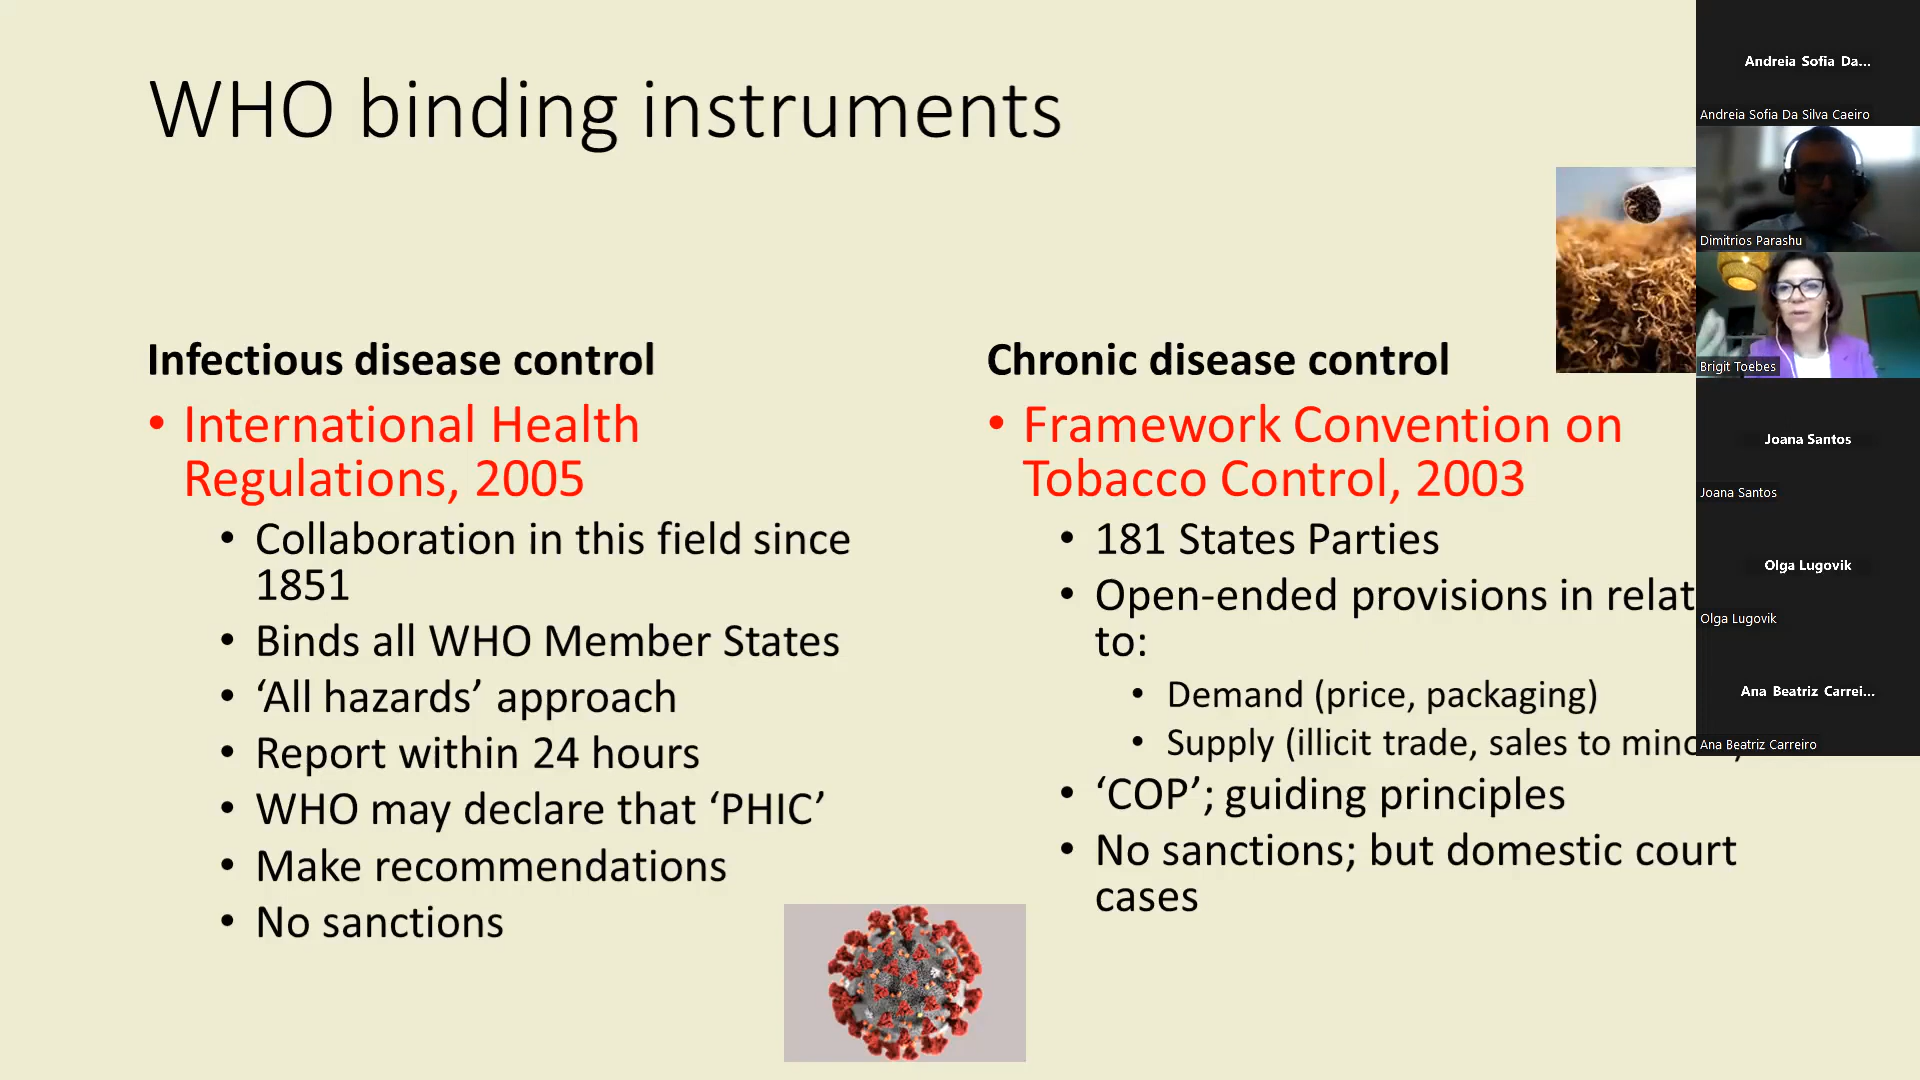 WHO binding instruments
Infectious disease control
• International Health
Regulations, 2005
• Collaboration in this field since
1851
• Binds all WHO Member States
• ‘All hazards’ approach
• Report within 24 hours
• WHO may declare that ‘PHIC’
• Make recommendations
• No sanctions
Chronic disease control
• Framework Convention on
Tobacco Control, 2003
• 181 States Parties
• Open-ended provisions in relat
to:
• Demand (price, packaging)
• Supply (illicit trade, sales to mino
• ‘COP’; guiding principles
• No sanctions; but domestic court
cases
Andreia Sofia Da...
Andreia Sofia Da Silva Caeiro
Dimitrios Parashu
Brigit Toebes
Joana Santos
Joana Santos
Olga Lugovik
Olga Lugovik
Ana Beatriz Carrei...
Ana Beatriz Carreiro